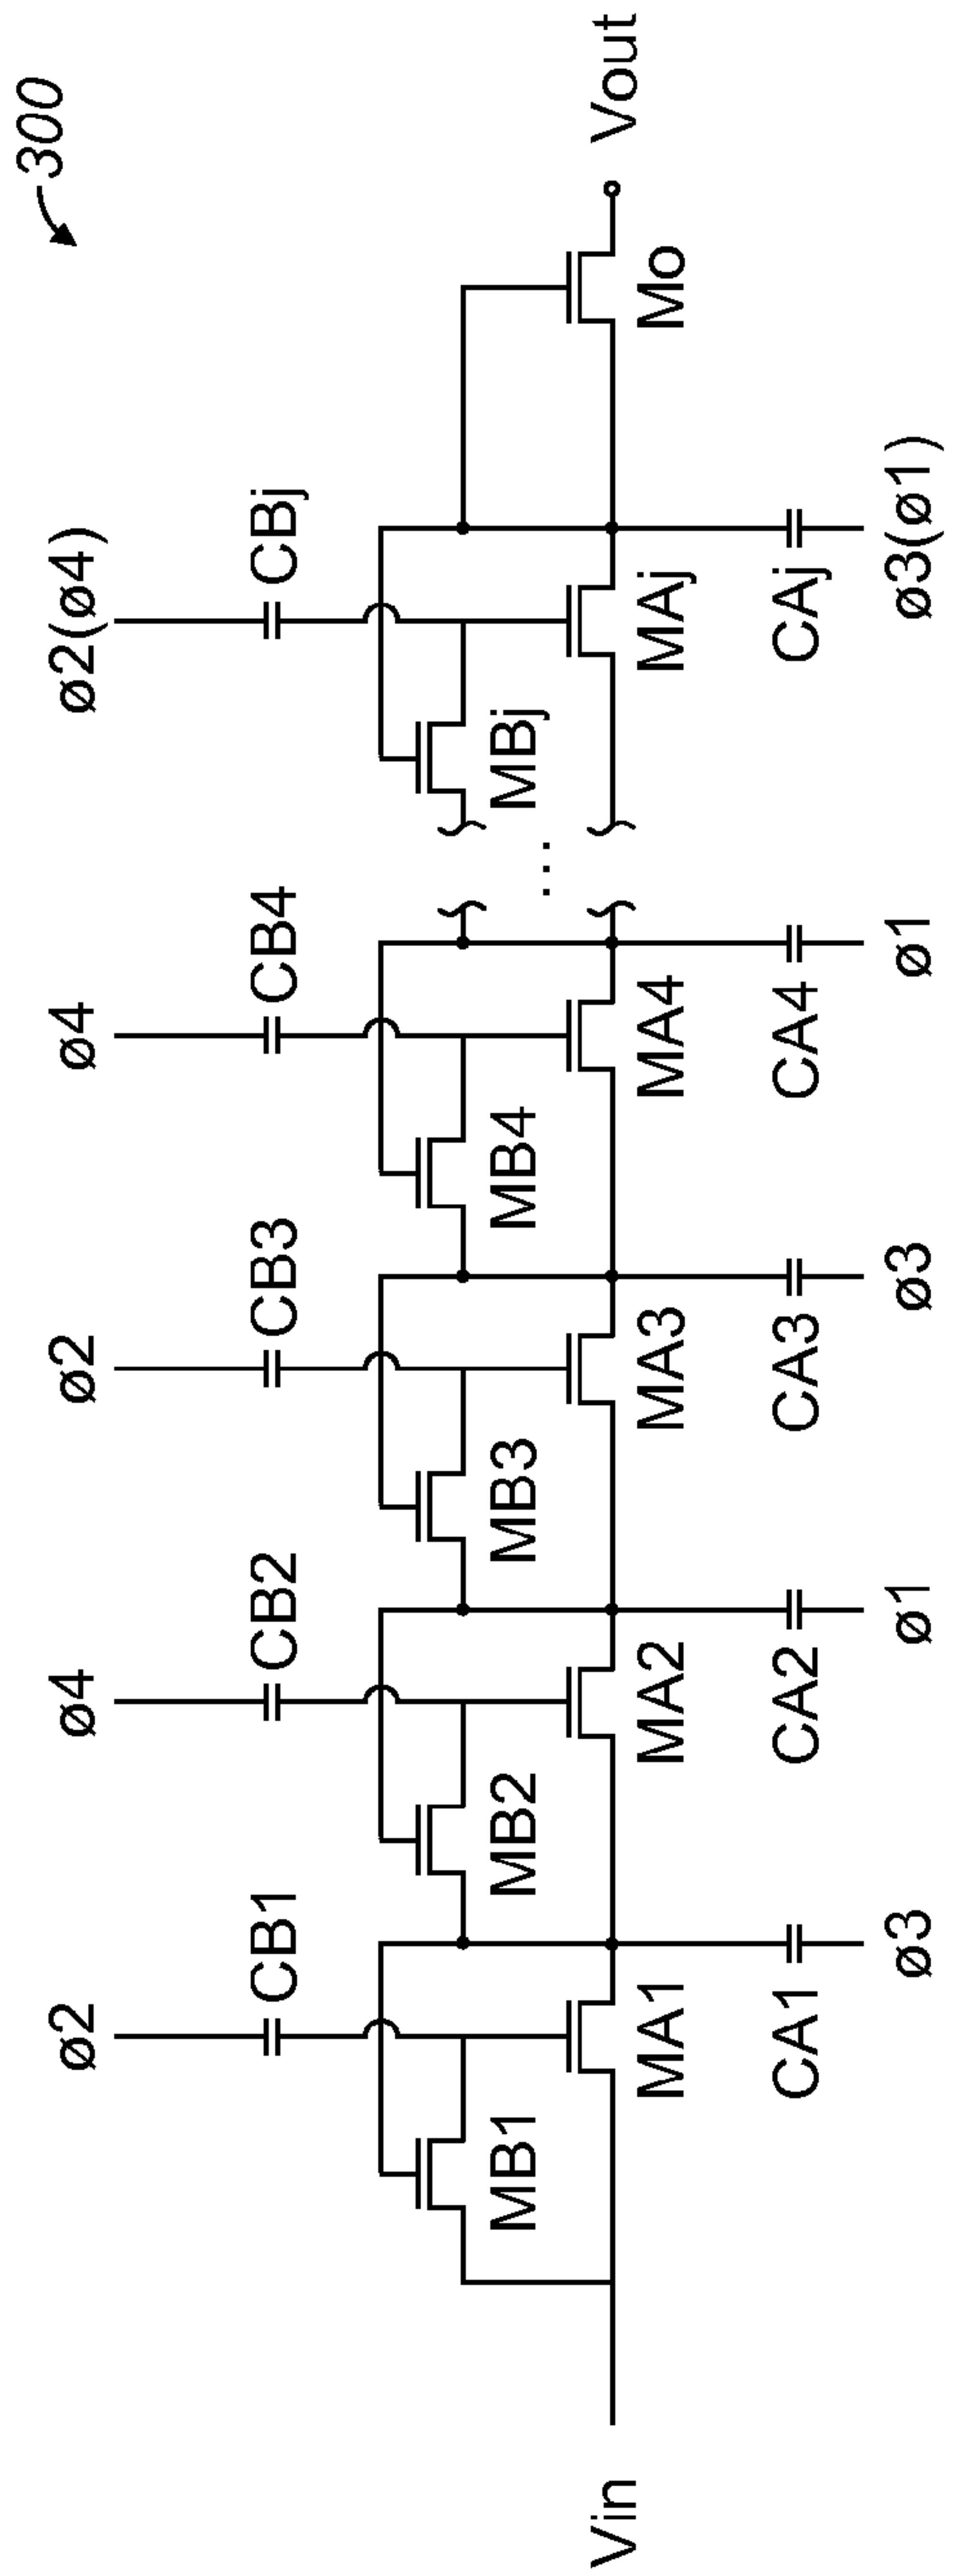 300
ø2 ø4 ø2 ø4 ø2(ø4)
CB1 CB2 CB3 CB4 CBj
MB1 MB2 MB3 MB4 ... MBj
Vin Vout
MA1 MA2 MA3 MA4 MAj Mo
CA1 CA2 CA3 CA4 CAj
ø3 ø1 ø3 ø1 ø3(ø1)